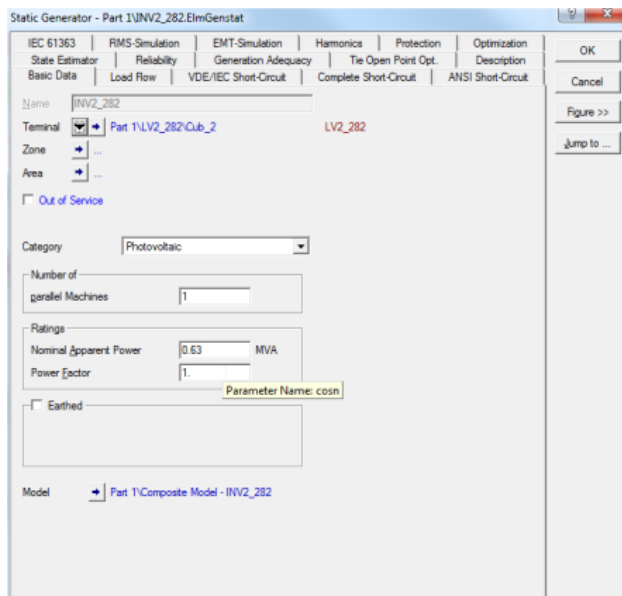 Static Generator - Part 1\INV2_282.ElmGenstat
IEC 61363 RMS-Simulation EMT-Simulation Harmonics Protection Optimization
State Estimator Reliability Generation Adequacy Tie Open Point Opt. Description
Basic Data Load Flow VDE/IEC Short-Circuit Complete Short-Circuit ANSI Short-Circuit
OK
Cancel
Figure >>
Jump to ...
Name INV2_282
Terminal Part 1\LV2_282\Cub_2 LV2_282
Zone ...
Area ...
Out of Service
Category Photovoltaic
Number of
parallel Machines 1
Ratings
Nominal Apparent Power 0.63 MVA
Power Factor 1.
Parameter Name: cosn
Earthed
Model Part 1\Composite Model - INV2_282